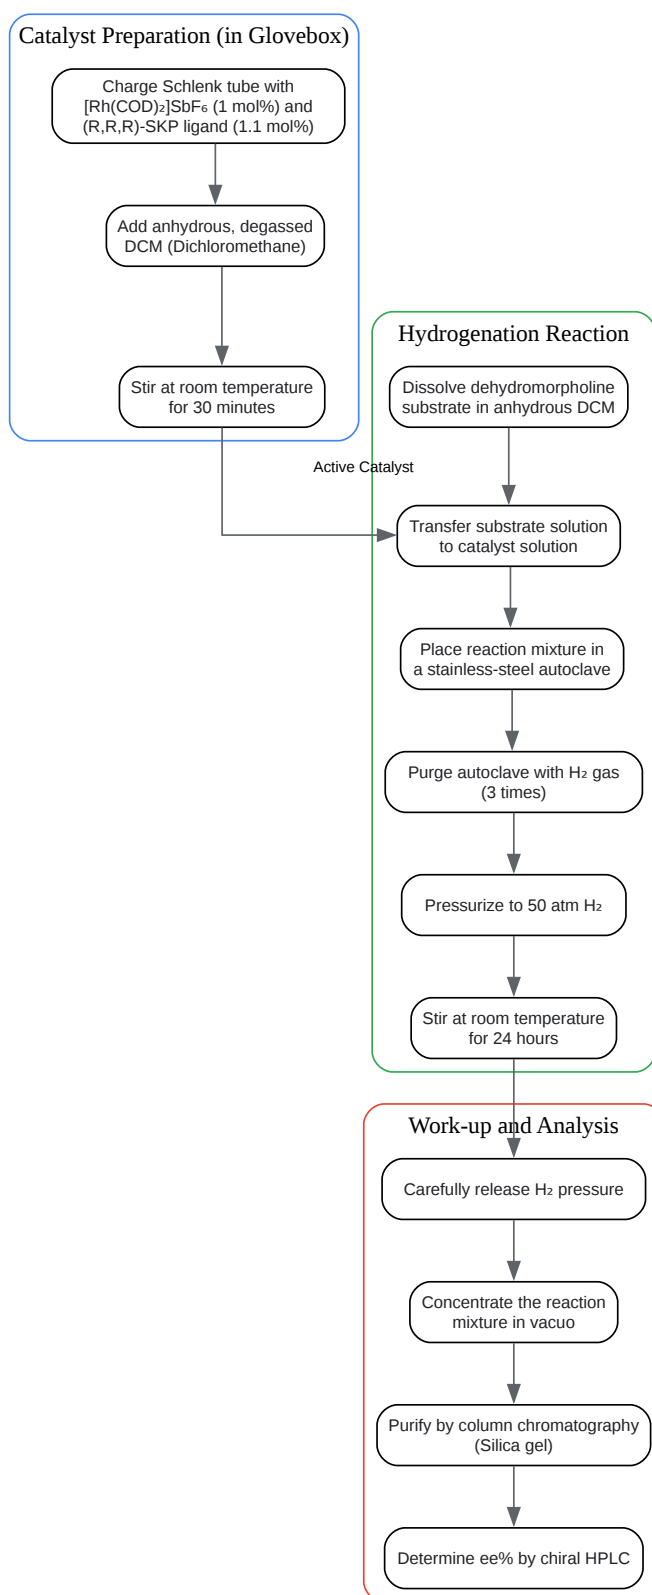 Catalyst Preparation (in Glovebox)
Charge Schlenk tube with
[Rh(COD)₂]SbF₆ (1 mol%) and
(R,R,R)-SKP ligand (1.1 mol%)
Add anhydrous, degassed
DCM (Dichloromethane)
Stir at room temperature
for 30 minutes
Active Catalyst
Hydrogenation Reaction
Dissolve dehydromorpholine
substrate in anhydrous DCM
Transfer substrate solution
to catalyst solution
Place reaction mixture in
a stainless-steel autoclave
Purge autoclave with H₂ gas
(3 times)
Pressurize to 50 atm H₂
Stir at room temperature
for 24 hours
Work-up and Analysis
Carefully release H₂ pressure
Concentrate the reaction
mixture in vacuo
Purify by column chromatography
(Silica gel)
Determine ee% by chiral HPLC